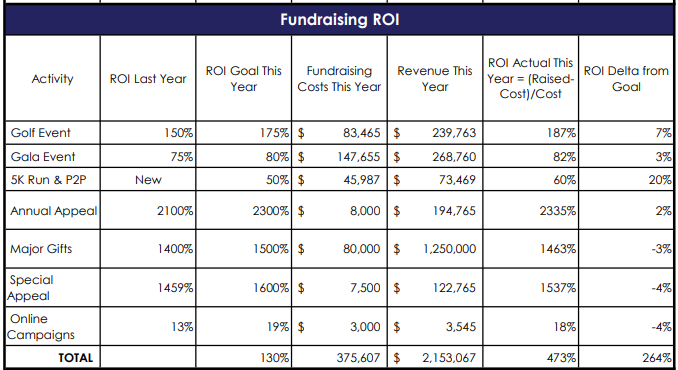 Fundraising ROI
Activity ROI Last Year ROI Goal This Year Fundraising Costs This Year Revenue This Year ROI Actual This Year = (Raised-Cost)/Cost ROI Delta from Goal
Golf Event 150% 175% $ 83,465 $ 239,763 187% 7%
Gala Event 75% 80% $ 147,655 $ 268,760 82% 3%
5K Run & P2P New 50% $ 45,987 $ 73,469 60% 20%
Annual Appeal 2100% 2300% $ 8,000 $ 194,765 2335% 2%
Major Gifts 1400% 1500% $ 80,000 $ 1,250,000 1463% -3%
Special Appeal 1459% 1600% $ 7,500 $ 122,765 1537% -4%
Online Campaigns 13% 19% $ 3,000 $ 3,545 18% -4%
TOTAL 130% 375,607 $ 2,153,067 473% 264%